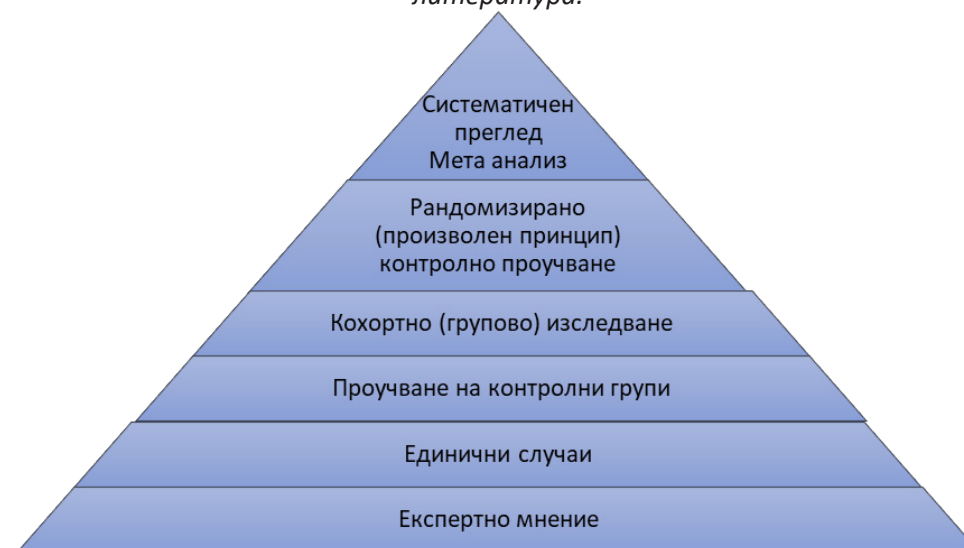 литература.
Систематичен
преглед
Мета анализ
Рандомизирано
(произволен принцип)
контролно проучване
Кохортно (групово) изследване
Проучване на контролни групи
Единични случаи
Експертно мнение